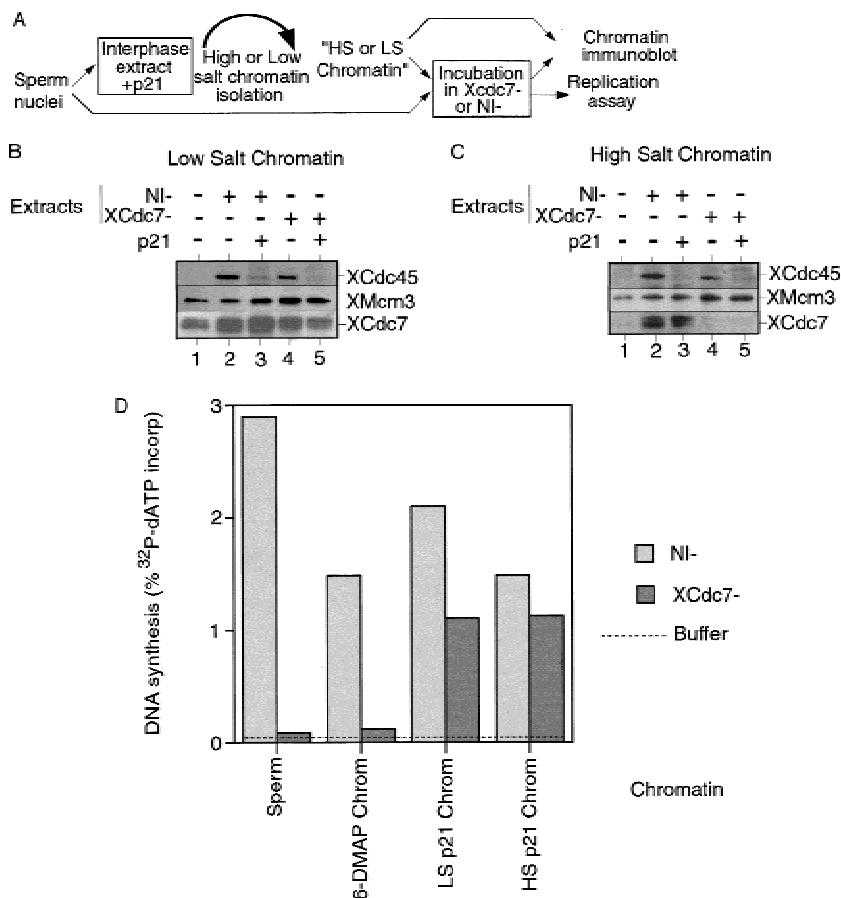 A
Sperm
nuclei
Interphase
extract
+p21
High or Low
salt chromatin
isolation
"HS or LS
Chromatin"
Incubation
in Xcdc7-
or NI-
Chromatin
immunoblot
Replication
assay
B
Low Salt Chromatin
Extracts
NI- - + + - -
XCdc7- - - - + +
p21 - - + - +
XCdc45
XMcm3
XCdc7
1 2 3 4 5
C
High Salt Chromatin
Extracts
NI- - + + - -
XCdc7- - - - + +
p21 - - + - +
XCdc45
XMcm3
XCdc7
1 2 3 4 5
D
DNA synthesis (% 32P-dATP incorp)
3
2
1
0
Sperm
6-DMAP Chrom
LS p21 Chrom
HS p21 Chrom
NI-
XCdc7-
Buffer
Chromatin